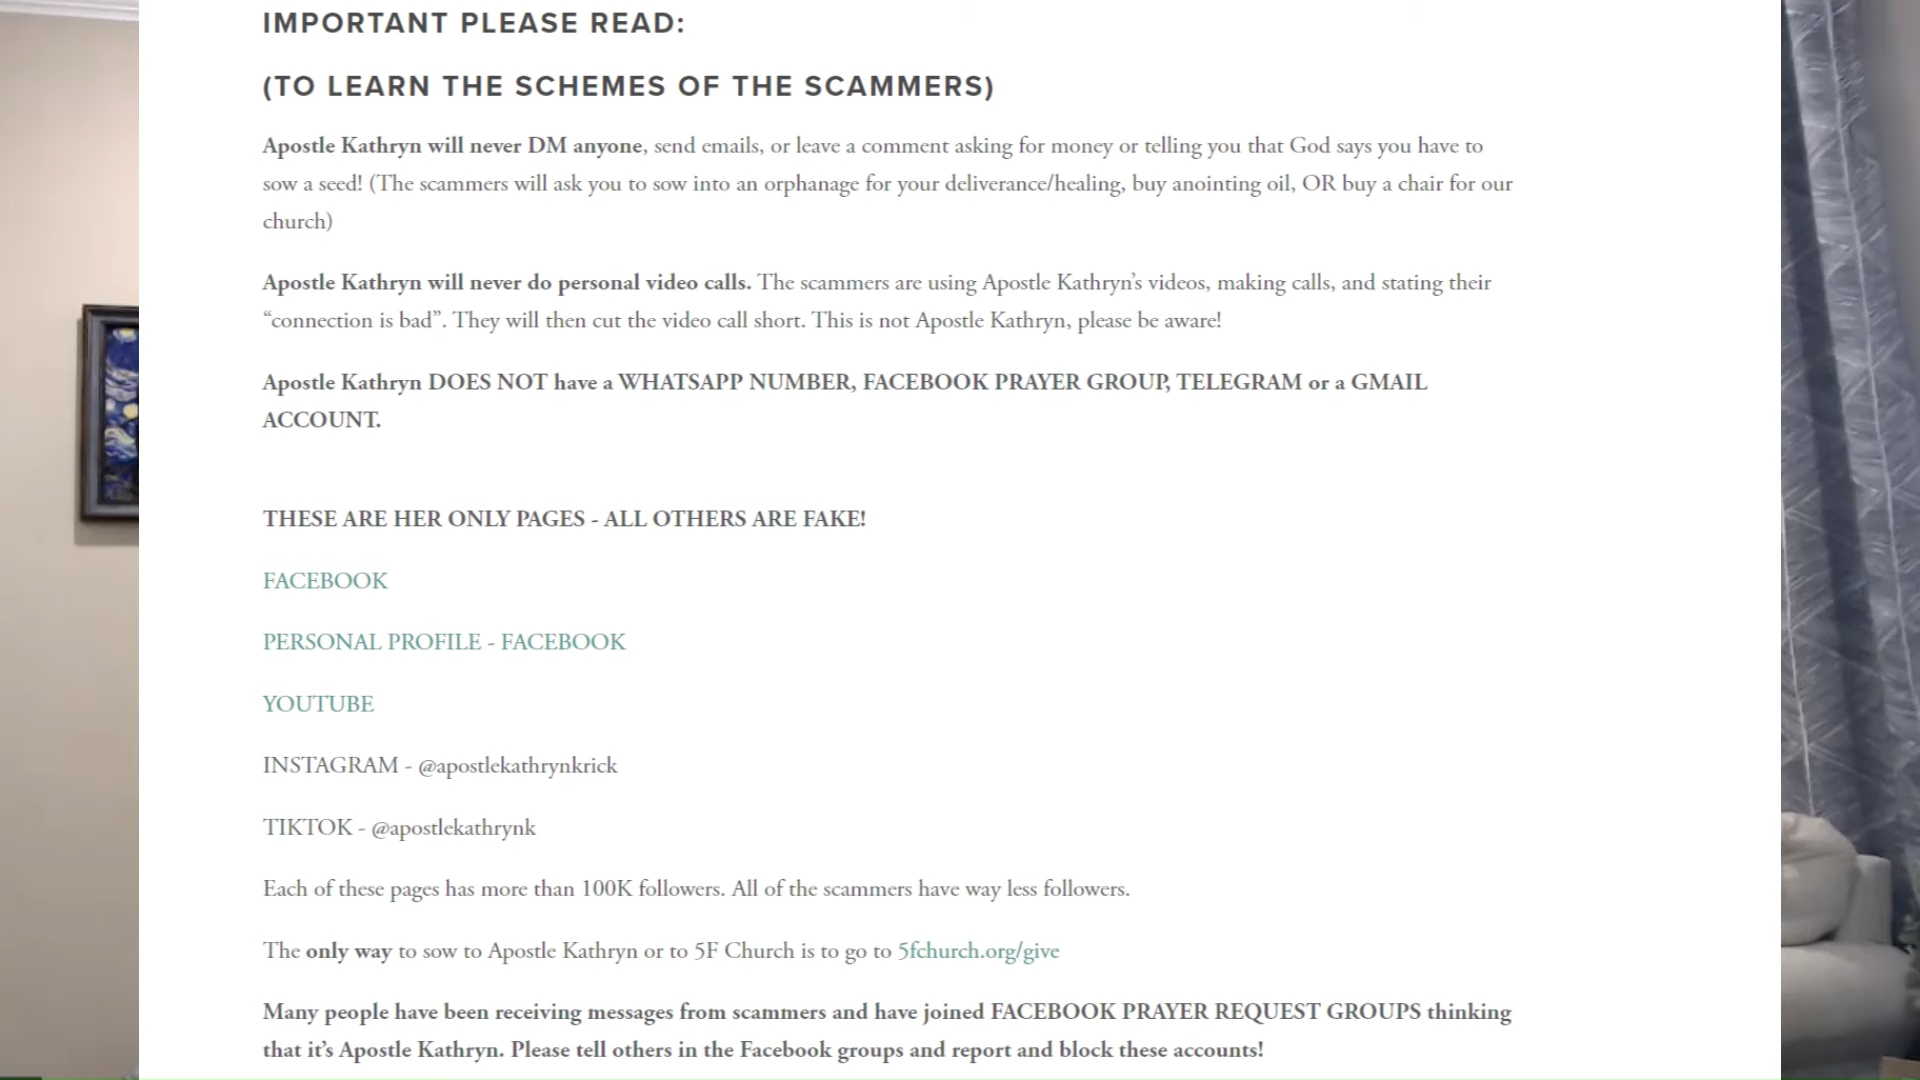 IMPORTANT PLEASE READ:
(TO LEARN THE SCHEMES OF THE SCAMMERS)
Apostle Kathryn will never DM anyone, send emails, or leave a comment asking for money or telling you that God says you have to
sow a seed! (The scammers will ask you to sow into an orphanage for your deliverance/healing, buy anointing oil, OR buy a chair for our
church)
Apostle Kathryn will never do personal video calls. The scammers are using Apostle Kathryn’s videos, making calls, and stating their
“connection is bad”. They will then cut the video call short. This is not Apostle Kathryn, please be aware!
Apostle Kathryn DOES NOT have a WHATSAPP NUMBER, FACEBOOK PRAYER GROUP, TELEGRAM or a GMAIL
ACCOUNT.
THESE ARE HER ONLY PAGES - ALL OTHERS ARE FAKE!
FACEBOOK
PERSONAL PROFILE - FACEBOOK
YOUTUBE
INSTAGRAM - @apostlekathrynkrick
TIKTOK - @apostlekathrynk
Each of these pages has more than 100K followers. All of the scammers have way less followers.
The only way to sow to Apostle Kathryn or to 5F Church is to go to 5fchurch.org/give
Many people have been receiving messages from scammers and have joined FACEBOOK PRAYER REQUEST GROUPS thinking
that it’s Apostle Kathryn. Please tell others in the Facebook groups and report and block these accounts!